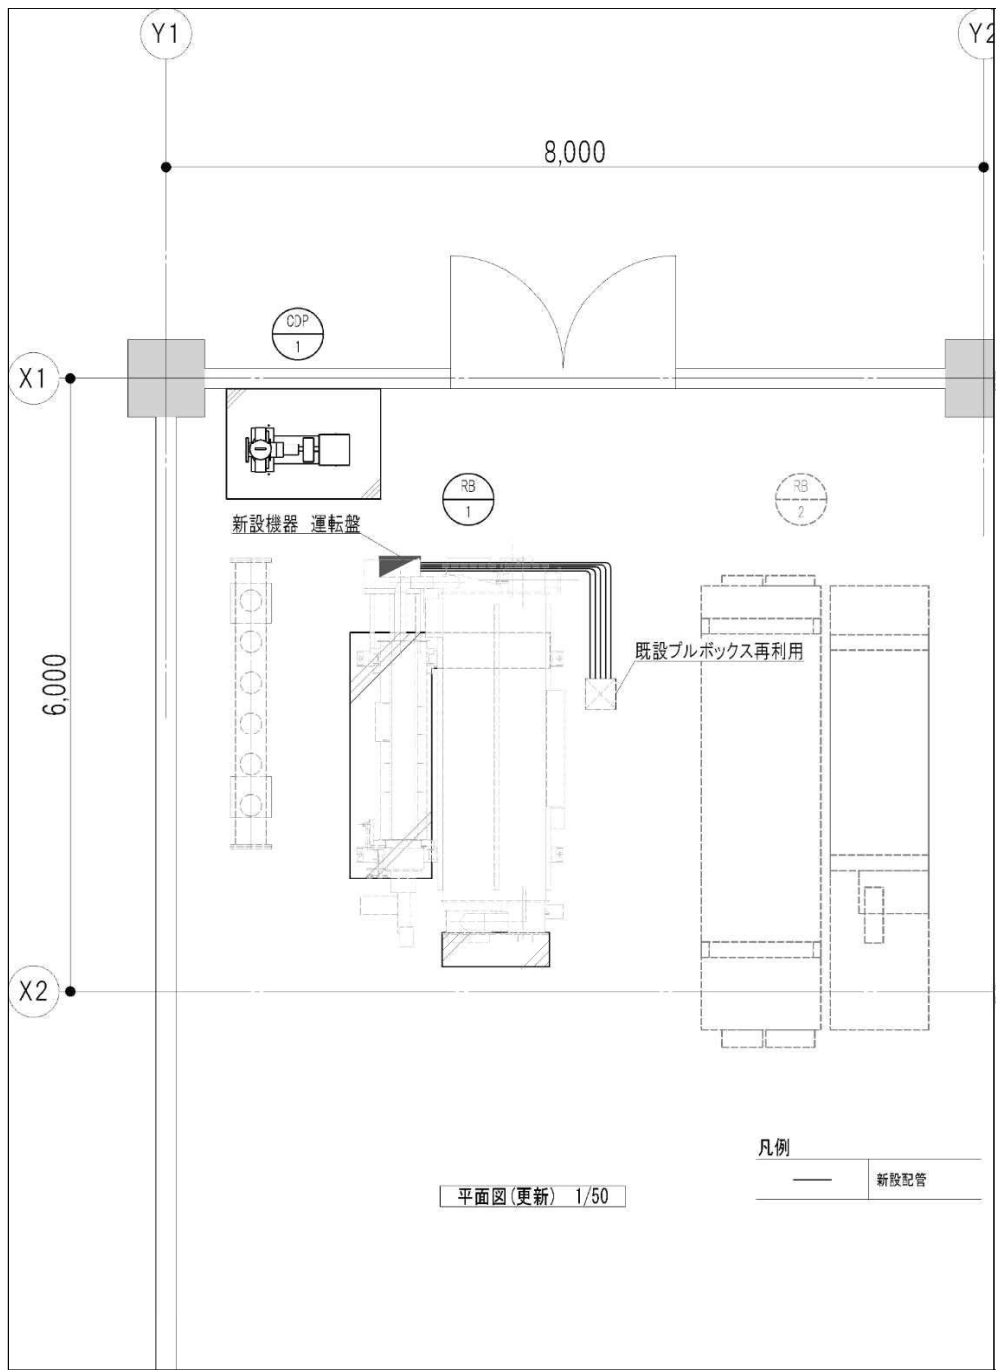 Y1
Y2
8,000
CDP
1
X1
RB
1
RB
2
新設機器 運転盤
既設プルボックス再利用
6,000
X2
凡例
新設配管
平面図(更新) 1/50